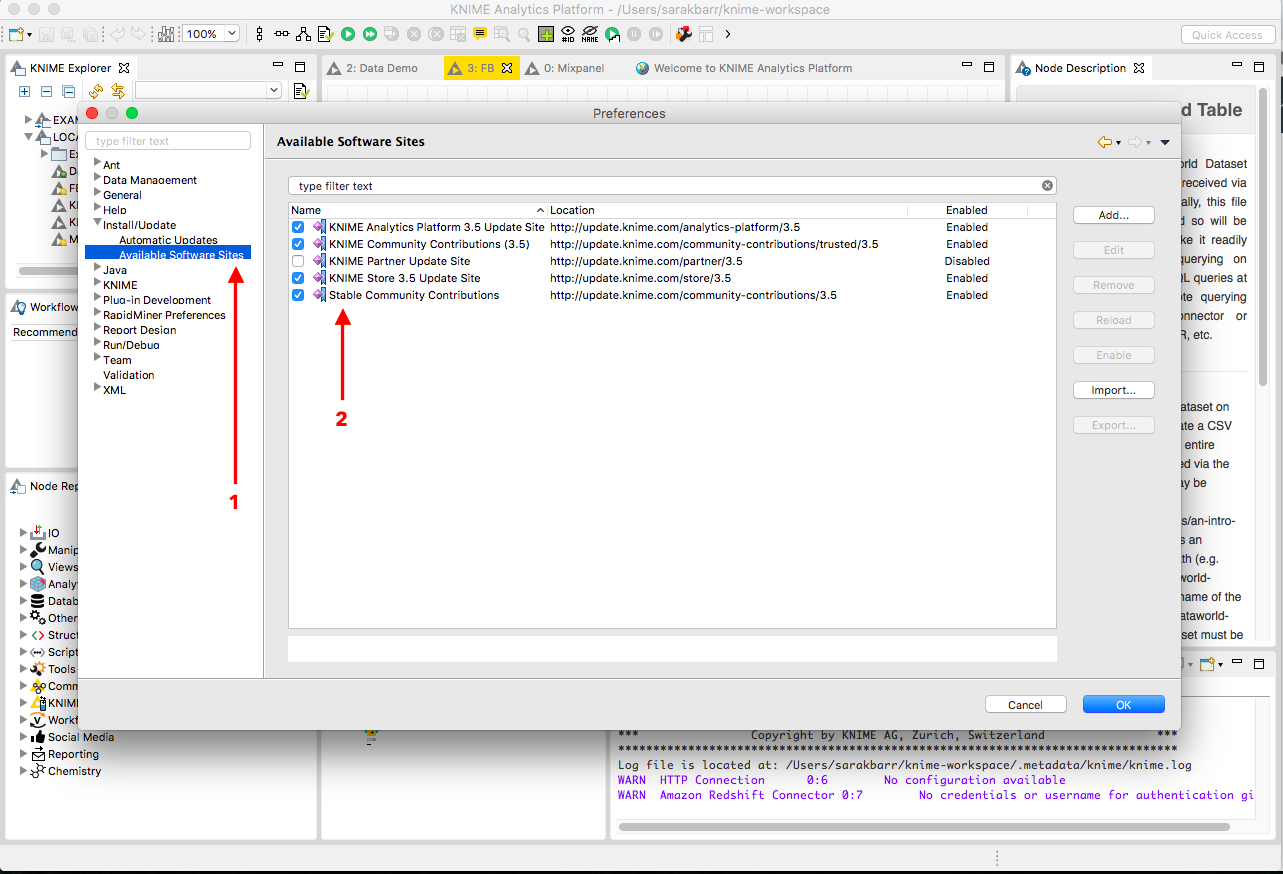 KNIME Analytics Platform - /Users/sarakbarr/knime-workspace
100%
#ID
NAME
Quick Access
KNIME Explorer
2: Data Demo
3: FB
0: Mixpanel
Welcome to KNIME Analytics Platform
Node Description
EXAM
LOCA
Preferences
d Table
type filter text
Available Software Sites
Ant
Data Management
General
Help
Install/Update
Automatic Updates
Available Software Sites
Java
KNIME
Plug-in Development
RapidMiner Preferences
Report Design
Run/Debug
Team
Validation
XML
type filter text
Name Location Enabled
KNIME Analytics Platform 3.5 Update Site http://update.knime.com/analytics-platform/3.5 Enabled
KNIME Community Contributions (3.5) http://update.knime.com/community-contributions/trusted/3.5 Enabled
KNIME Partner Update Site http://update.knime.com/partner/3.5 Disabled
KNIME Store 3.5 Update Site http://update.knime.com/store/3.5 Enabled
Stable Community Contributions http://update.knime.com/community-contributions/3.5 Enabled
1
2
Add...
Edit
Remove
Reload
Enable
Import...
Export...
Cancel
OK
Workflow
Recommend
Node Rep
IO
Manip
Views
Analy
Datab
Other
Struct
Script
Tools
Comm
KNIME
Workf
Social Media
Reporting
Chemistry
rld Dataset
received via
ally, this file
d so will be
ke it readily
querying on
QL queries at
ote querying
onnector or
R, etc.
ataset on
ate a CSV
entire
ed via the
ay be
s/an-intro-
s an
th (e.g.
world-
name of the
ataworld-
set must be
*** Copyright by KNIME AG, Zurich, Switzerland ***
********************************************************************************
Log file is located at: /Users/sarakbarr/knime-workspace/.metadata/knime/knime.log
WARN HTTP Connection 0:6 No configuration available
WARN Amazon Redshift Connector 0:7 No credentials or username for authentication gi